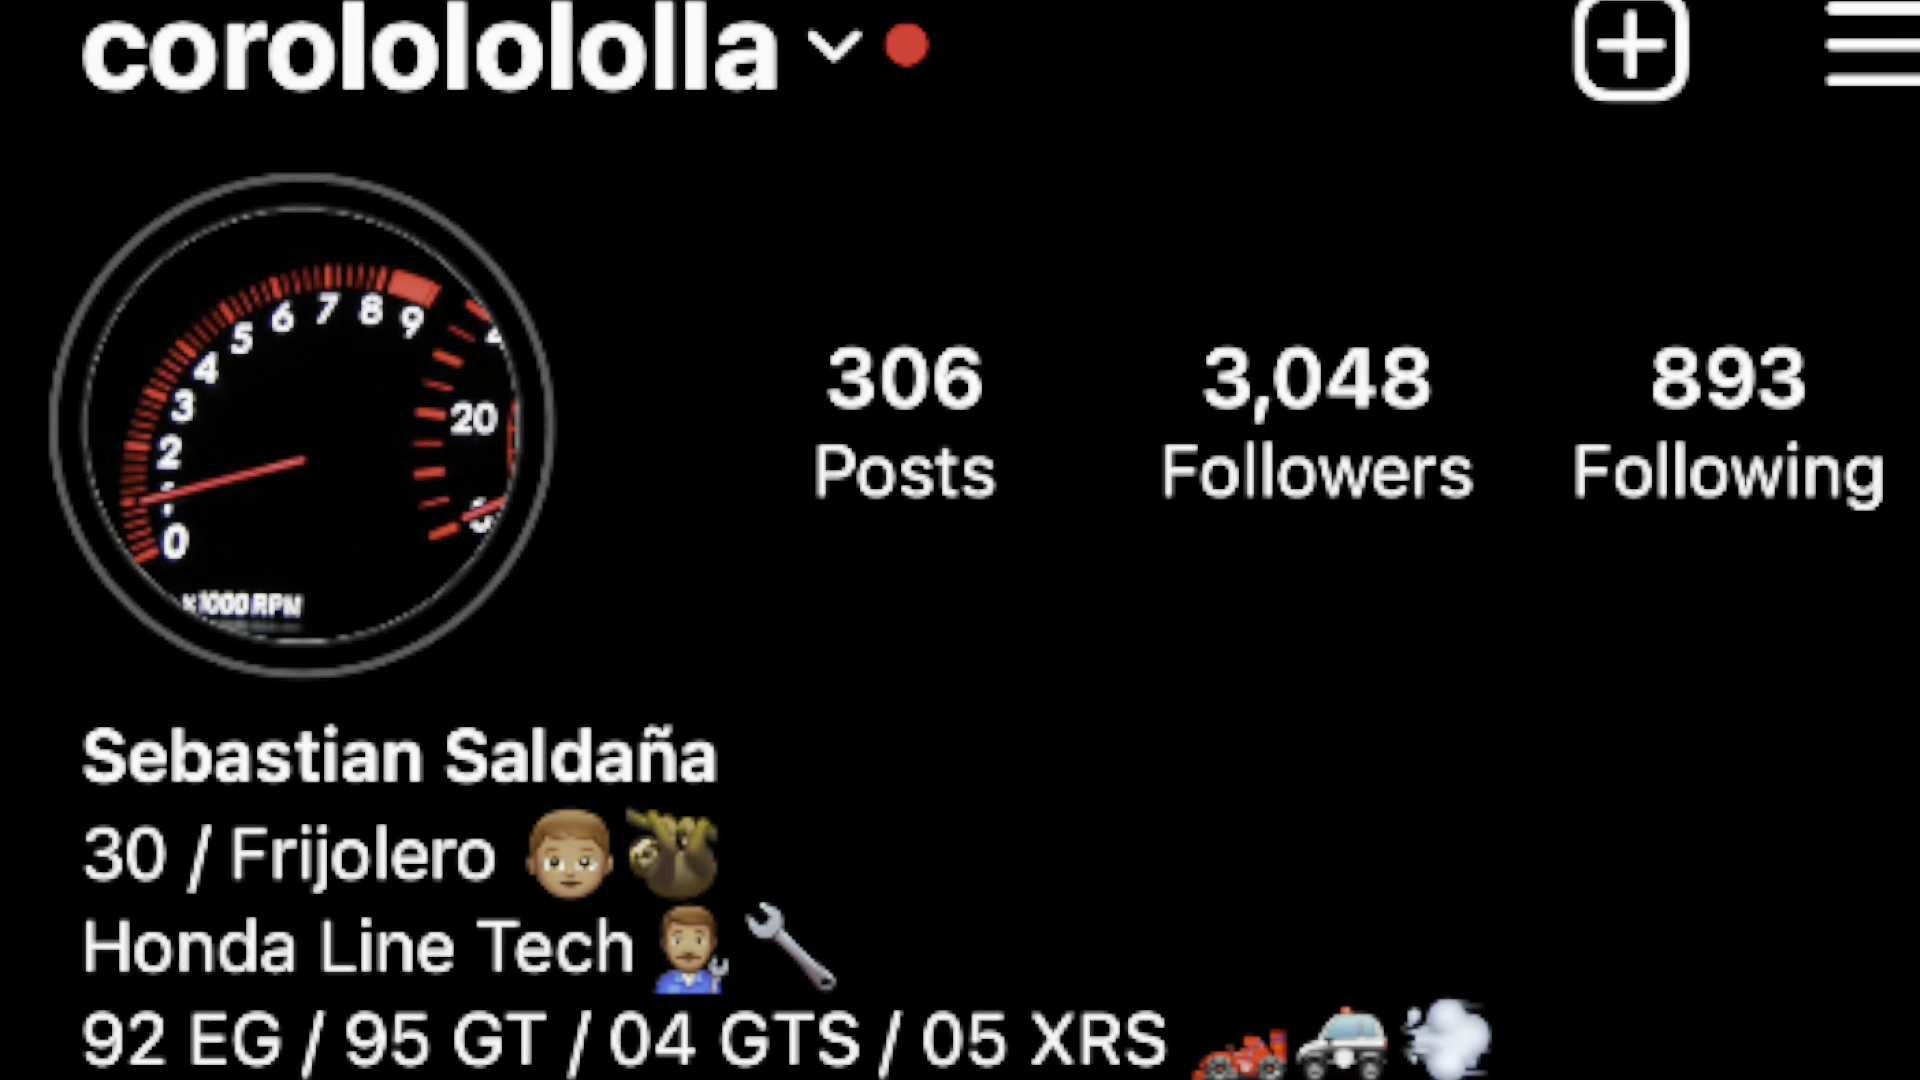 corololololla
306 3,048 893
Posts Followers Following
9
8
7
6
5
4
3
2
0
20
x1000 RPM
Sebastian Saldaña
30 / Frijolero 👦🏽🦥
Honda Line Tech 👨🏽‍🔧🔧
92 EG / 95 GT / 04 GTS / 05 XRS 🏎️🚓💨